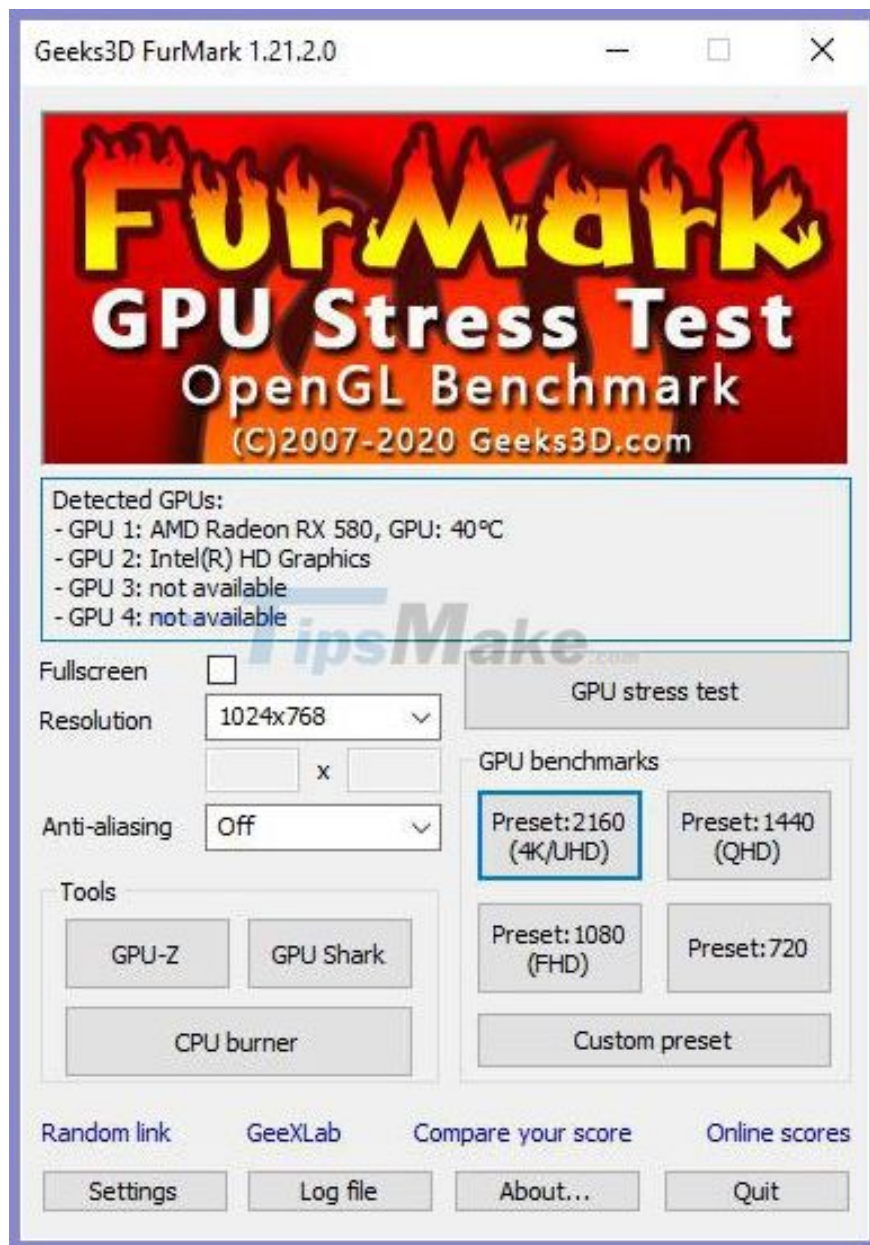 Geeks3D FurMark 1.21.2.0
FurMark
GPU Stress Test
OpenGL Benchmark
(C)2007-2020 Geeks3D.com
Detected GPUs:
- GPU 1: AMD Radeon RX 580, GPU: 40°C
- GPU 2: Intel(R) HD Graphics
- GPU 3: not available
- GPU 4: not available
TipsMake.com
Fullscreen
GPU stress test
Resolution
1024x768
x
GPU benchmarks
Anti-aliasing
Off
Preset:2160
(4K/UHD)
Preset:1440
(QHD)
Tools
GPU-Z
GPU Shark
Preset:1080
(FHD)
Preset:720
CPU burner
Custom preset
Random link
GeeXLab
Compare your score
Online scores
Settings
Log file
About...
Quit